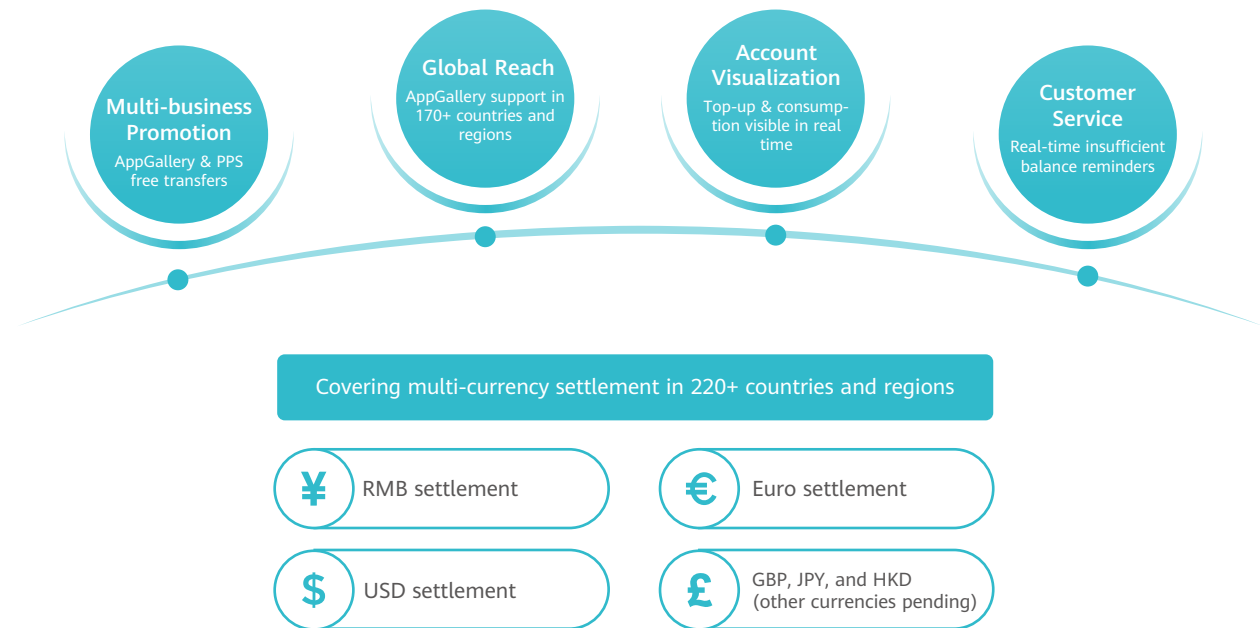 Multi-business
Promotion
AppGallery & PPS
free transfers
Global Reach
AppGallery support in
170+ countries and
regions
Account
Visualization
Top-up & consump-
tion visible in real
time
Customer
Service
Real-time insufficient
balance reminders
Covering multi-currency settlement in 220+ countries and regions
¥ RMB settlement
€ Euro settlement
$ USD settlement
£ GBP, JPY, and HKD
(other currencies pending)